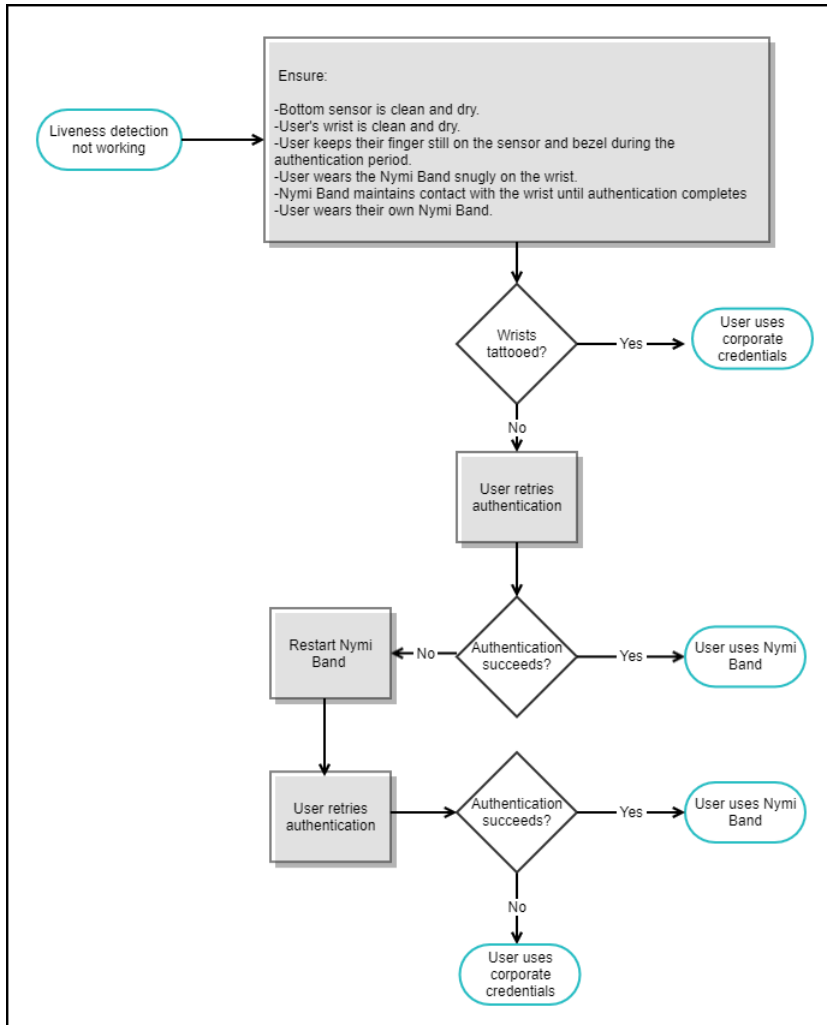 Ensure:
Liveness detection
not working
-Bottom sensor is clean and dry.
-User's wrist is clean and dry.
-User keeps their finger still on the sensor and bezel during the
authentication period.
-User wears the Nymi Band snugly on the wrist.
-Nymi Band maintains contact with the wrist until authentication completes
-User wears their own Nymi Band.
Wrists
tattooed?
Yes
User uses
corporate
credentials
No
User retries
authentication
Restart Nymi
Band
No
Authentication
succeeds?
Yes
User uses Nymi
Band
User retries
authentication
Authentication
succeeds?
Yes
User uses Nymi
Band
No
User uses
corporate
credentials